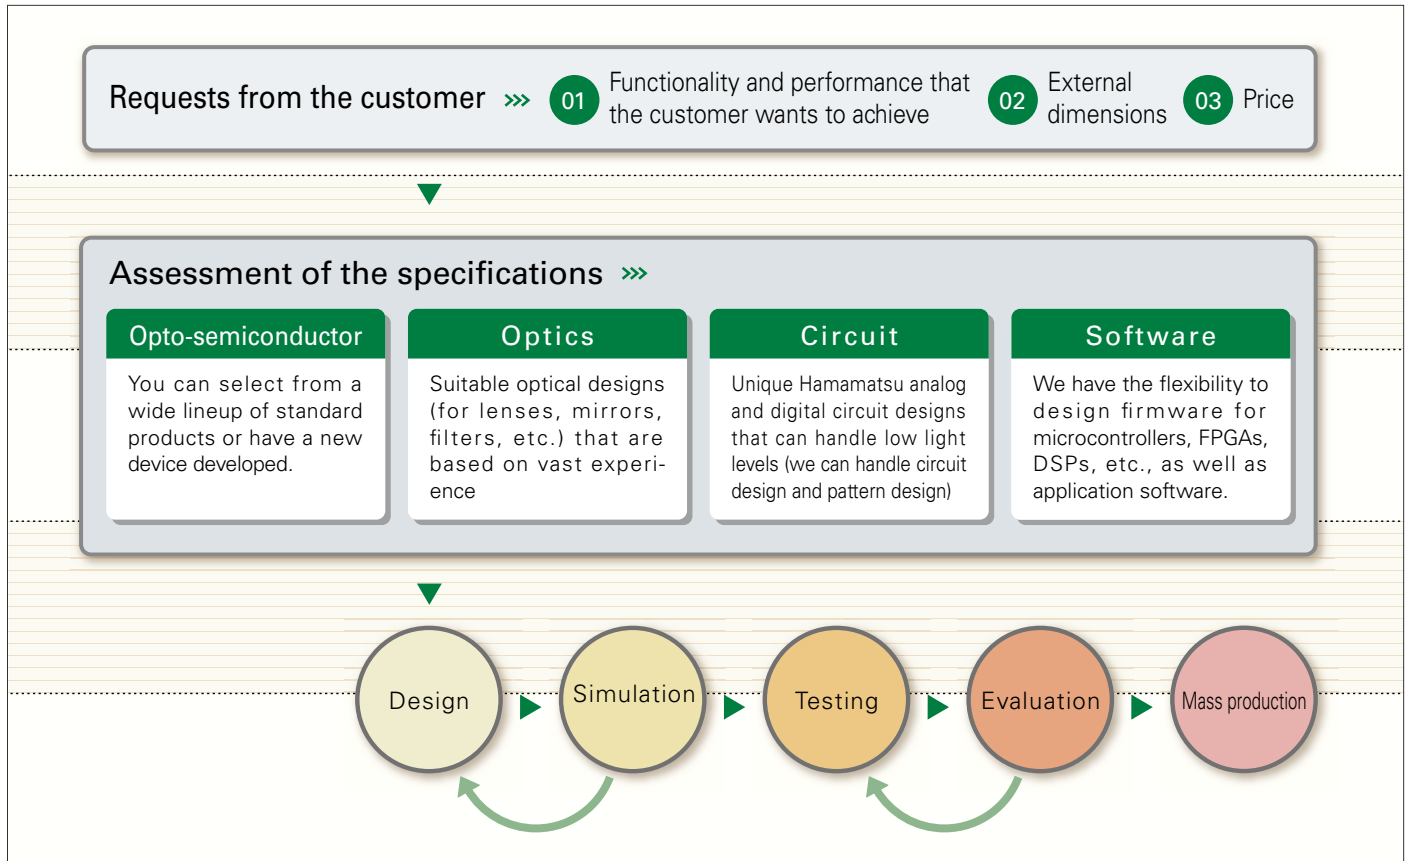 Requests from the customer >>>
01
Functionality and performance that
the customer wants to achieve
02
External
dimensions
03
Price
Assessment of the specifications >>>
Opto-semiconductor
You can select from a
wide lineup of standard
products or have a new
device developed.
Optics
Suitable optical designs
(for lenses, mirrors,
filters, etc.) that are
based on vast experi-
ence
Circuit
Unique Hamamatsu analog
and digital circuit designs
that can handle low light
levels (we can handle circuit
design and pattern design)
Software
We have the flexibility to
design firmware for
microcontrollers, FPGAs,
DSPs, etc., as well as
application software.
Design
Simulation
Testing
Evaluation
Mass production